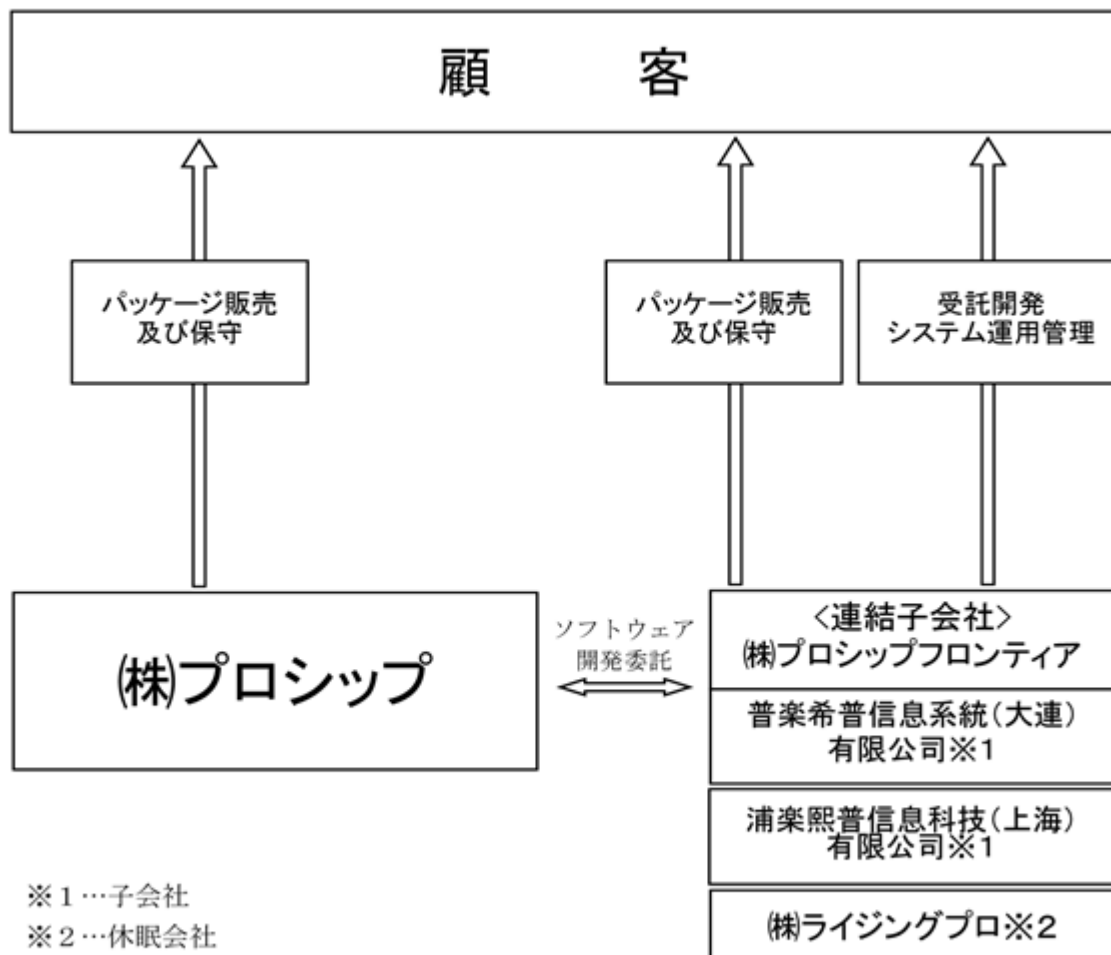 顧　客
パッケージ販売
及び保守
パッケージ販売
及び保守
受託開発
システム運用管理
㈱プロシップ
ソフトウェア
開発委託
〈連結子会社〉
㈱プロシップフロンティア
普楽希普信息系統(大連)
有限公司※1
浦楽熙普信息科技(上海)
有限公司※1
㈱ライジングプロ※2
※１…子会社
※２…休眠会社